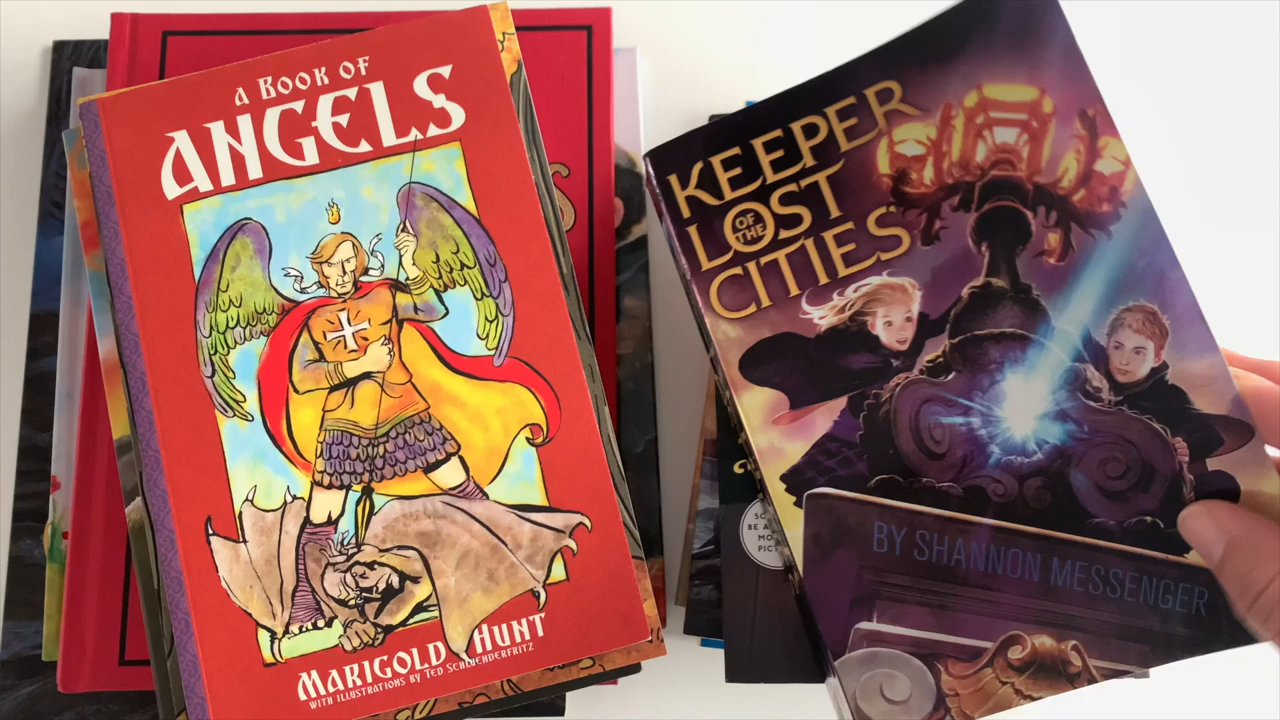 A BOOK OF
ANGELS
MARIGOLD HUNT
WITH ILLUSTRATIONS BY TED SCHLUENDERFRITZ
KEEPER
OF THE
LOST
CITIES
BY SHANNON MESSENGER